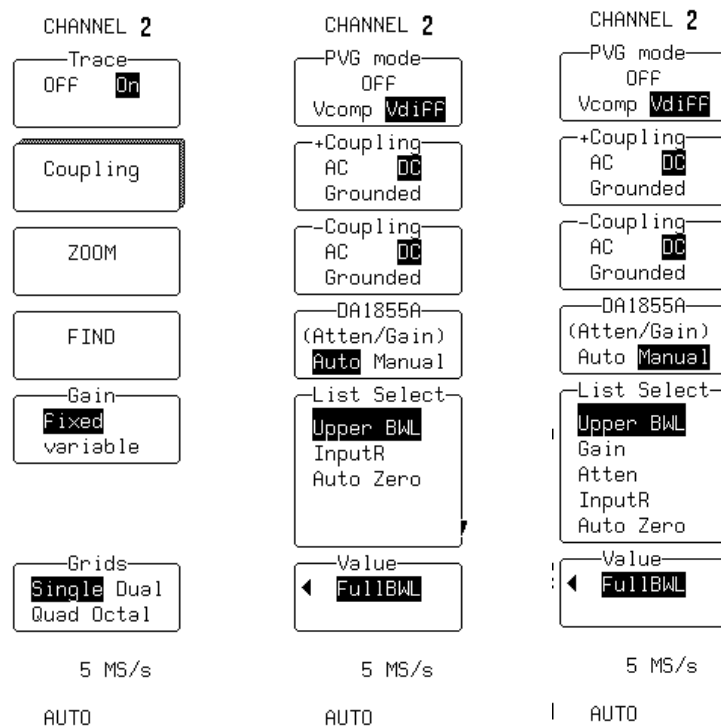 CHANNEL 2
Trace
OFF On
Coupling
ZOOM
FIND
Gain
Fixed
variable
Grids
Single Dual
Quad Octal
5 MS/s
AUTO
CHANNEL 2
PVG mode
OFF
Vcomp Vdiff
+Coupling
AC DC
Grounded
-Coupling
AC DC
Grounded
DA1855A
(Atten/Gain)
Auto Manual
List Select
Upper BWL
InputR
Auto Zero
Value
FullBWL
5 MS/s
AUTO
CHANNEL 2
PVG mode
OFF
Vcomp Vdiff
+Coupling
AC DC
Grounded
-Coupling
AC DC
Grounded
DA1855A
(Atten/Gain)
Auto Manual
List Select
Upper BWL
Gain
Atten
InputR
Auto Zero
Value
FullBWL
5 MS/s
AUTO